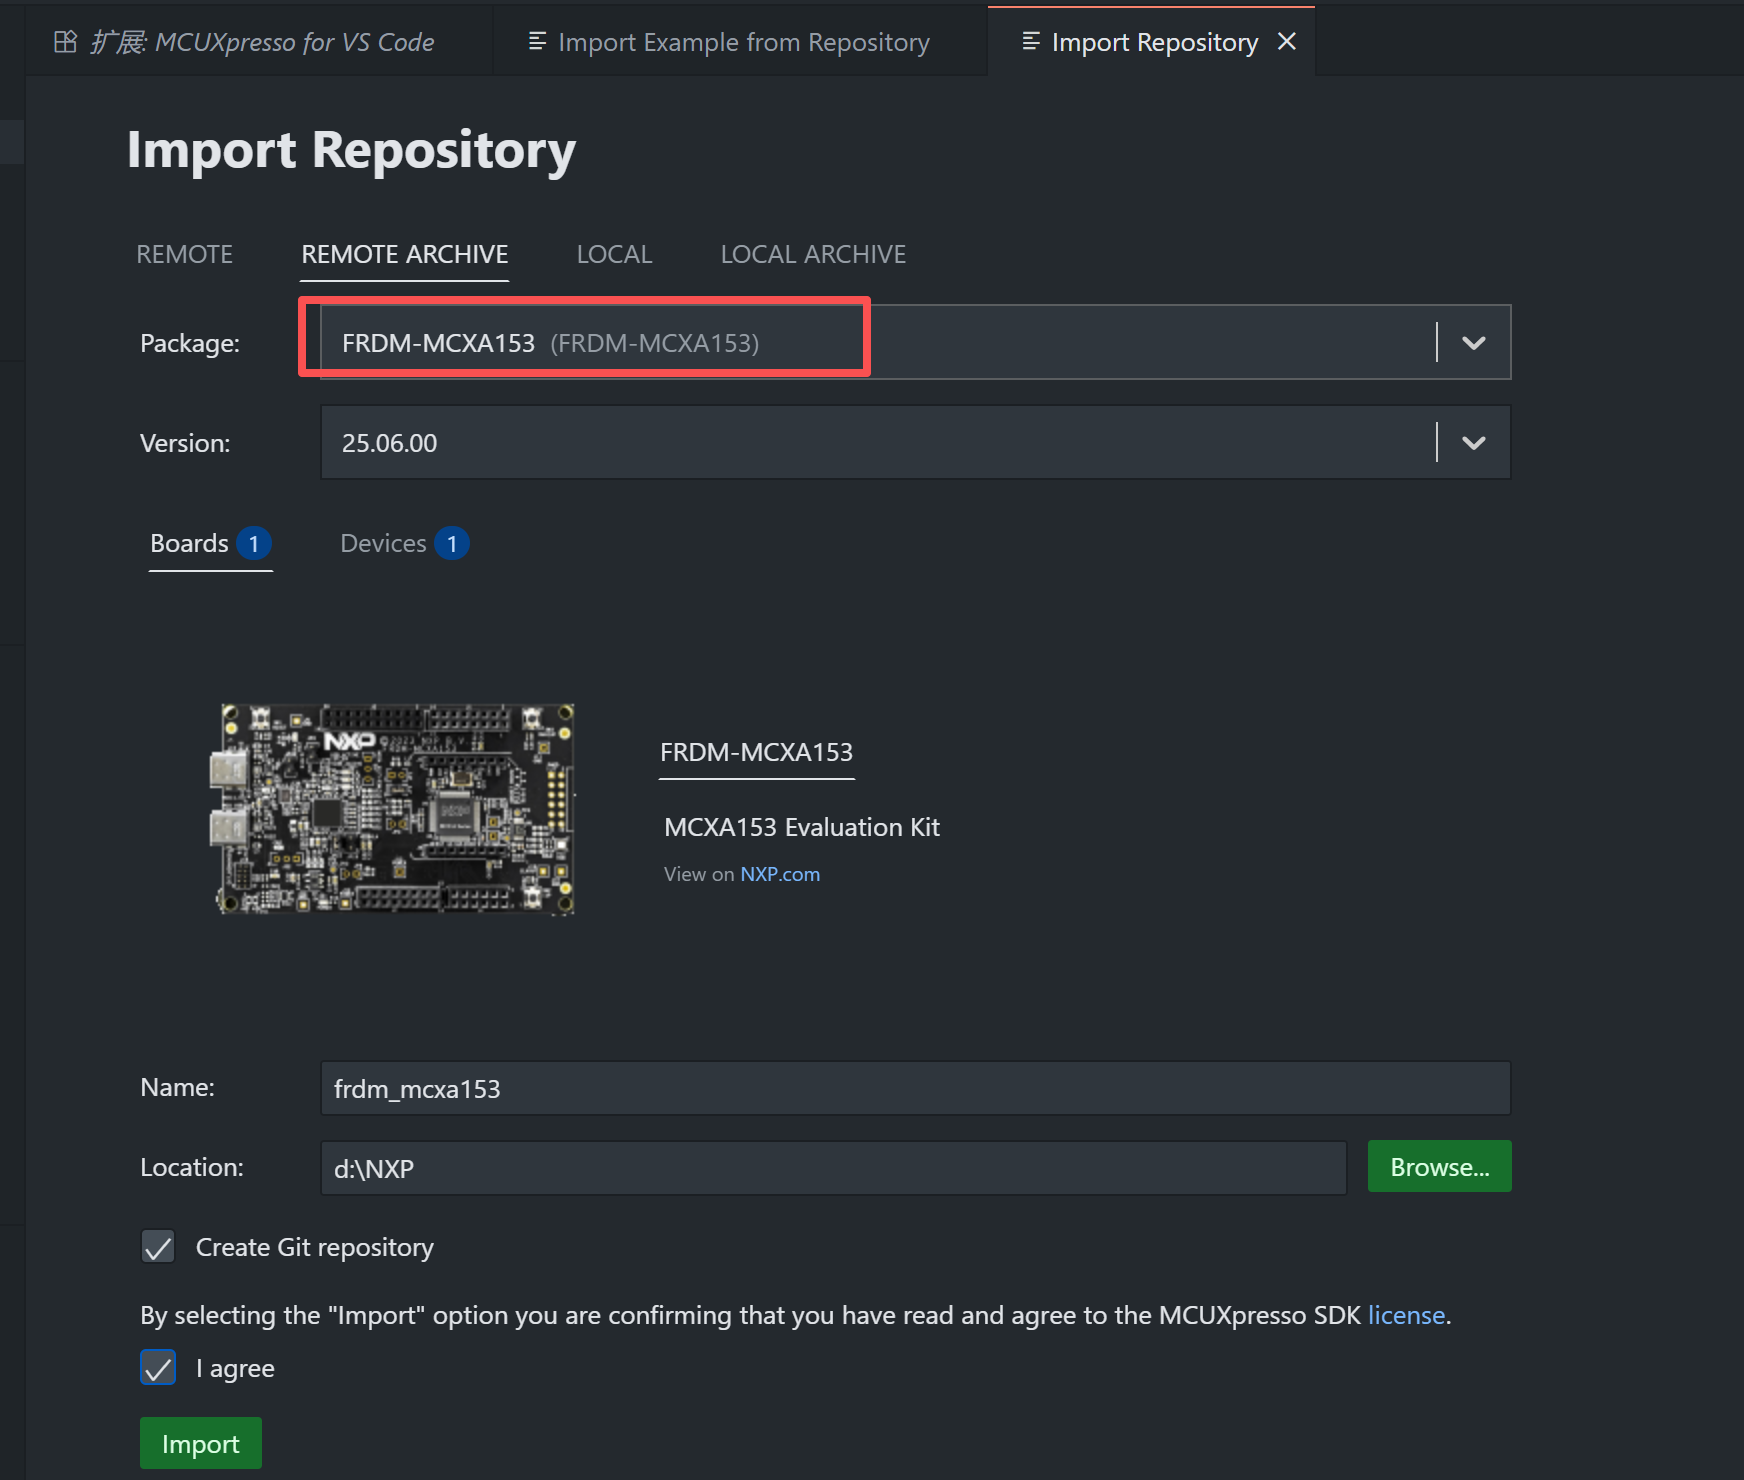 扩展: MCUXpresso for VS Code
Import Example from Repository
Import Repository
Import Repository
REMOTE
REMOTE ARCHIVE
LOCAL
LOCAL ARCHIVE
Package:
FRDM-MCXA153 (FRDM-MCXA153)
Version:
25.06.00
Boards 1
Devices 1
NXP
FRDM-MCXA153
MCXA153 Evaluation Kit
View on NXP.com
Name:
frdm_mcxa153
Location:
d:\NXP
Browse...
Create Git repository
By selecting the "Import" option you are confirming that you have read and agree to the MCUXpresso SDK license.
I agree
Import